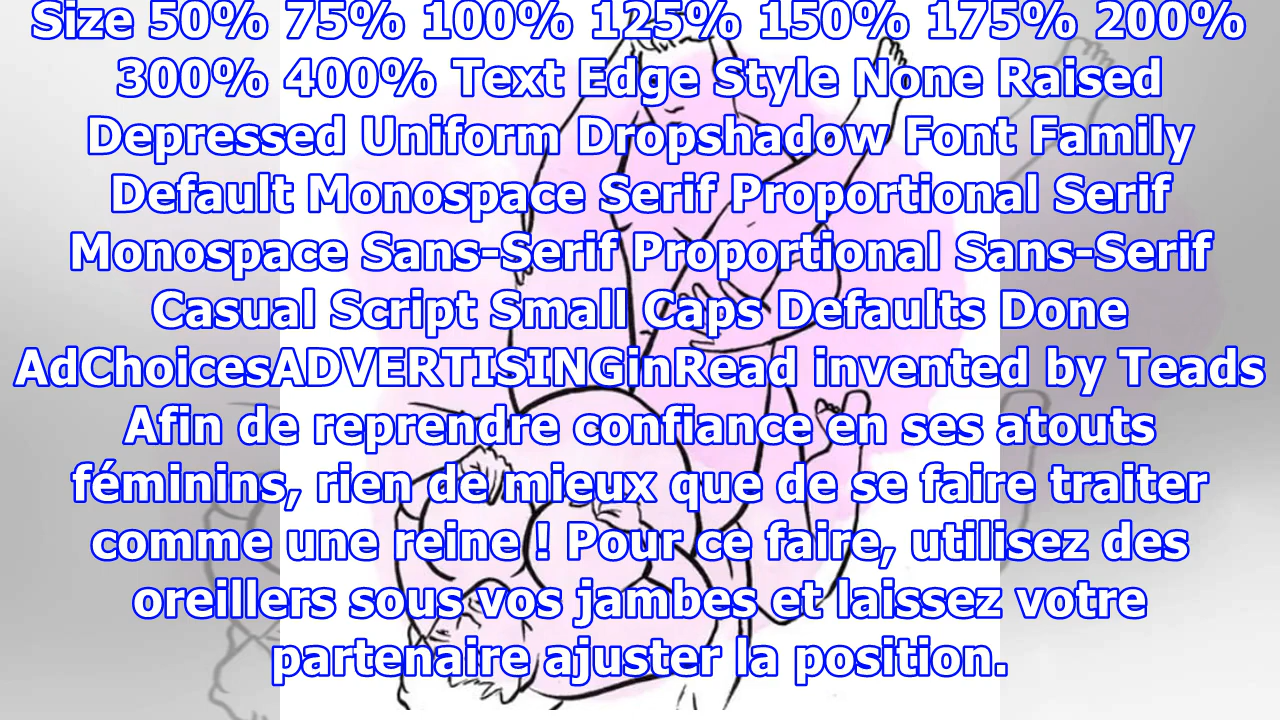 Size 50% 75% 100% 125% 150% 175% 200%
300% 400% Text Edge Style None Raised
Depressed Uniform Dropshadow Font Family
Default Monospace Serif Proportional Serif
Monospace Sans-Serif Proportional Sans-Serif
Casual Script Small Caps Defaults Done
AdChoicesADVERTISINGinRead invented by Teads
Afin de reprendre confiance en ses atouts
féminins, rien de mieux que de se faire traiter
comme une reine ! Pour ce faire, utilisez des
oreillers sous vos jambes et laissez votre
partenaire ajuster la position.